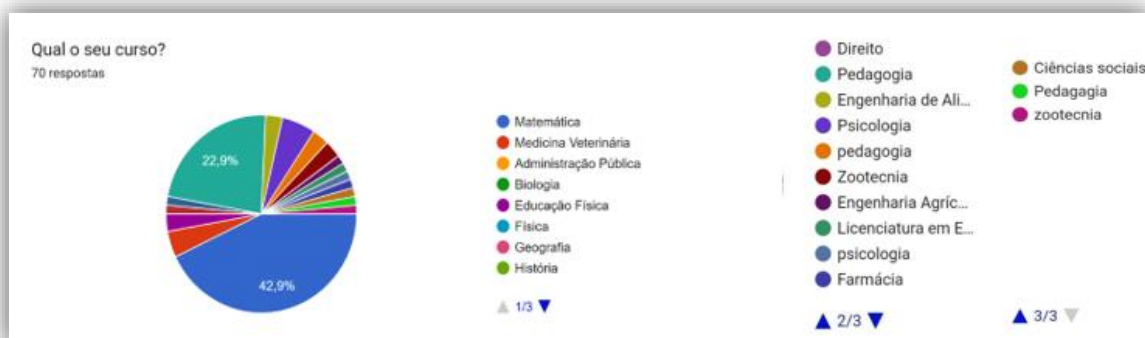 Qual o seu curso?
70 respostas
22,9%
42,9%
Matemática
Medicina Veterinária
Administração Pública
Biologia
Educação Física
Física
Geografia
História
1/3
Direito
Pedagogia
Engenharia de Ali...
Psicologia
pedagogia
Zootecnia
Engenharia Agríc...
Licenciatura em E...
psicologia
Farmácia
2/3
Ciências sociais
Pedagagia
zootecnia
3/3